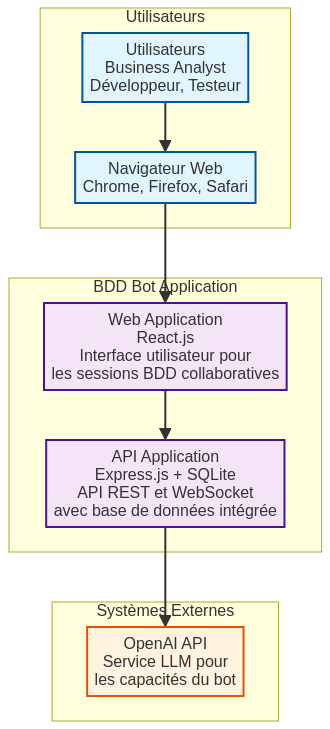 Utilisateurs
Utilisateurs
Business Analyst
Développeur, Testeur
Navigateur Web
Chrome, Firefox, Safari
BDD Bot Application
Web Application
React.js
Interface utilisateur pour
les sessions BDD collaboratives
API Application
Express.js + SQLite
API REST et WebSocket
avec base de données intégrée
Systèmes Externes
OpenAI API
Service LLM pour
les capacités du bot